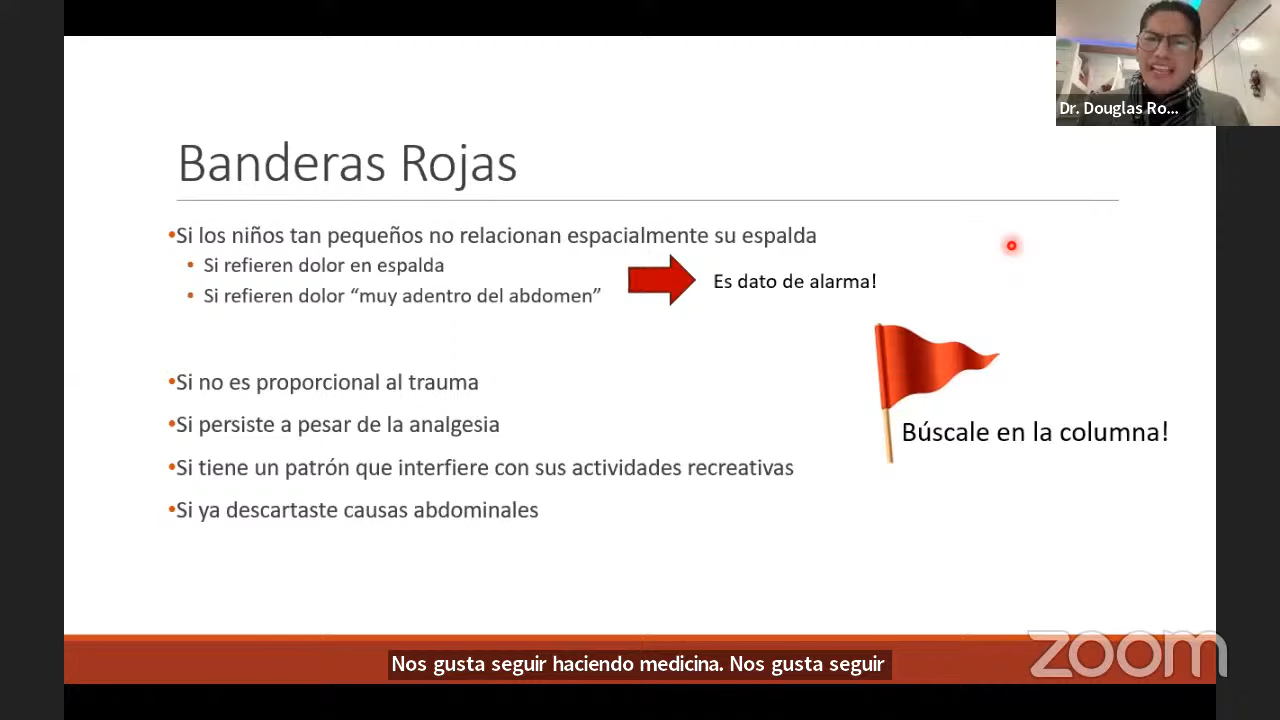 Dr. Douglas Ro...
Banderas Rojas
•Si los niños tan pequeños no relacionan espacialmente su espalda
• Si refieren dolor en espalda
• Si refieren dolor “muy adentro del abdomen”
Es dato de alarma!
•Si no es proporcional al trauma
•Si persiste a pesar de la analgesia
Búscale en la columna!
•Si tiene un patrón que interfiere con sus actividades recreativas
•Si ya descartaste causas abdominales
Nos gusta seguir haciendo medicina. Nos gusta seguir
zoom